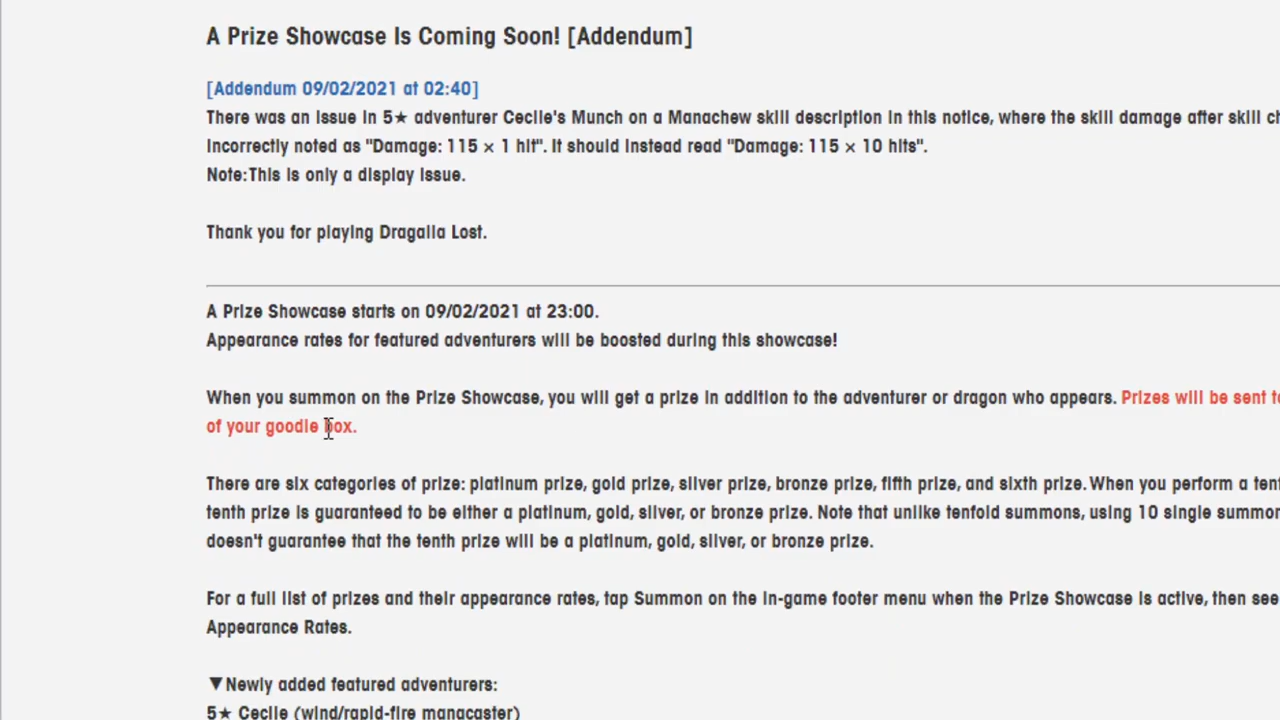 A Prize Showcase Is Coming Soon! [Addendum]
[Addendum 09/02/2021 at 02:40]
There was an issue in 5★ adventurer Cecile's Munch on a Manachew skill description in this notice, where the skill damage after skill
incorrectly noted as "Damage: 115 × 1 hit". It should instead read "Damage: 115 × 10 hits".
Note:This is only a display issue.
Thank you for playing Dragalia Lost.
A Prize Showcase starts on 09/02/2021 at 23:00.
Appearance rates for featured adventurers will be boosted during this showcase!
When you summon on the Prize Showcase, you will get a prize in addition to the adventurer or dragon who appears. Prizes will be sent
of your goodie box.
There are six categories of prize: platinum prize, gold prize, silver prize, bronze prize, fifth prize, and sixth prize. When you perform a
tenth prize is guaranteed to be either a platinum, gold, silver, or bronze prize. Note that unlike tenfold summons, using 10 single
doesn't guarantee that the tenth prize will be a platinum, gold, silver, or bronze prize.
For a full list of prizes and their appearance rates, tap Summon on the in-game footer menu when the Prize Showcase is active, then see
Appearance Rates.
▼Newly added featured adventurers:
5★ Cecile (wind/rapid-fire manacaster)